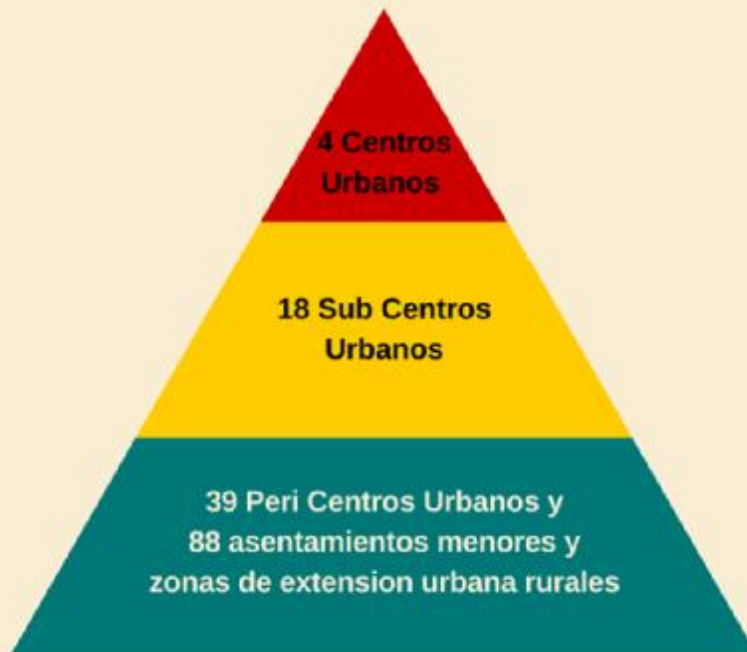 4 Centros
Urbanos
18 Sub Centros
Urbanos
39 Peri Centros Urbanos y
88 asentamientos menores y
zonas de extension urbana rurales